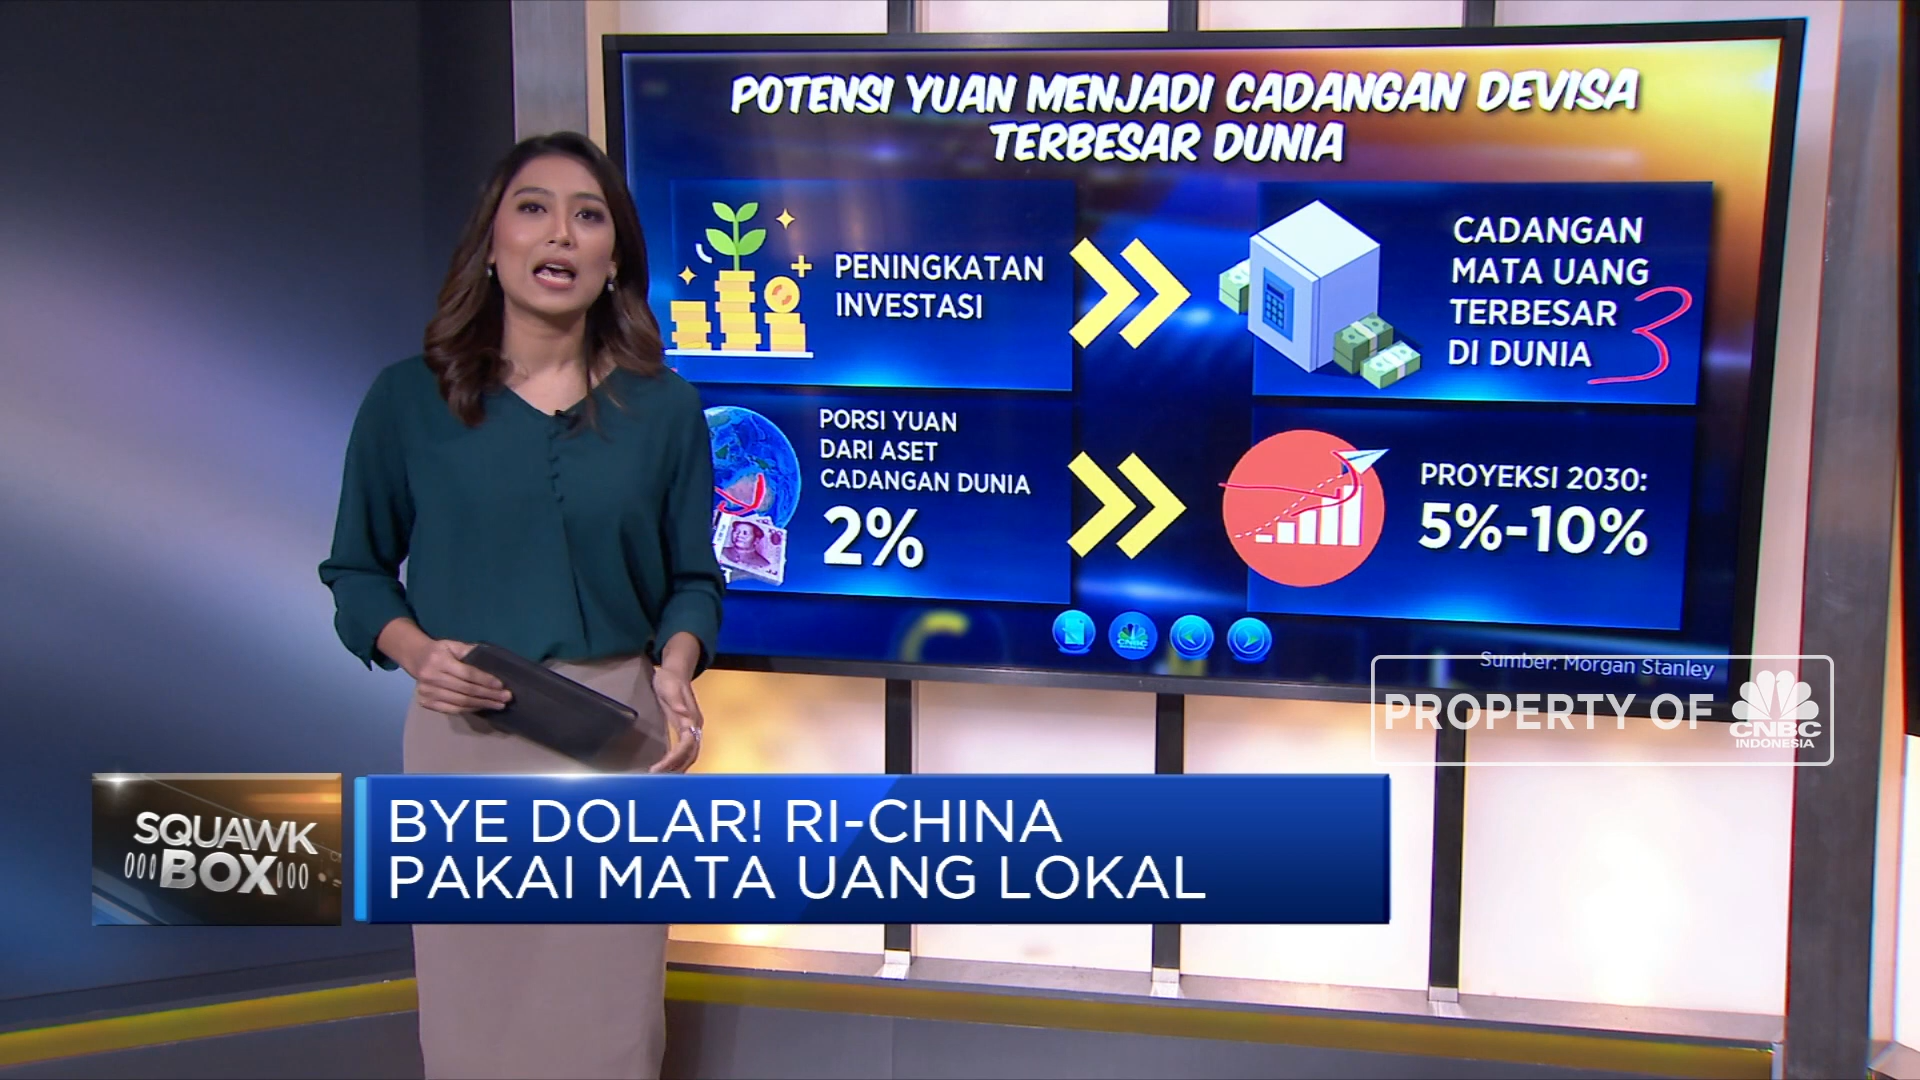 POTENSI YUAN MENJADI CADANGAN DEVISA
TERBESAR DUNIA
PENINGKATAN
INVESTASI
CADANGAN
MATA UANG
TERBESAR
DI DUNIA
3
PORSI YUAN
DARI ASET
CADANGAN DUNIA
2%
PROYEKSI 2030:
5%-10%
CNBC
Sumber: Morgan Stanley
PROPERTY OF
CNBC
INDONESIA
SQUAWK
BOX
BYE DOLAR! RI-CHINA
PAKAI MATA UANG LOKAL